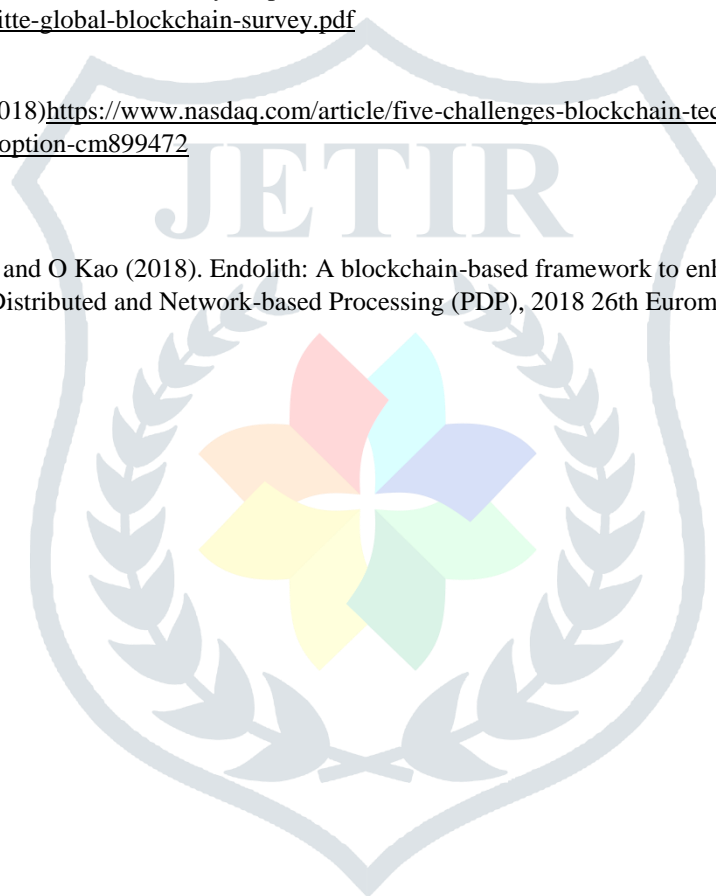 itte-global-blockchain-survey.pdf
018)https://www.nasdaq.com/article/five-challenges-blockchain-tec
option-cm899472
JETIR
and O Kao (2018). Endolith: A blockchain-based framework to enh
Distributed and Network-based Processing (PDP), 2018 26th Eurom